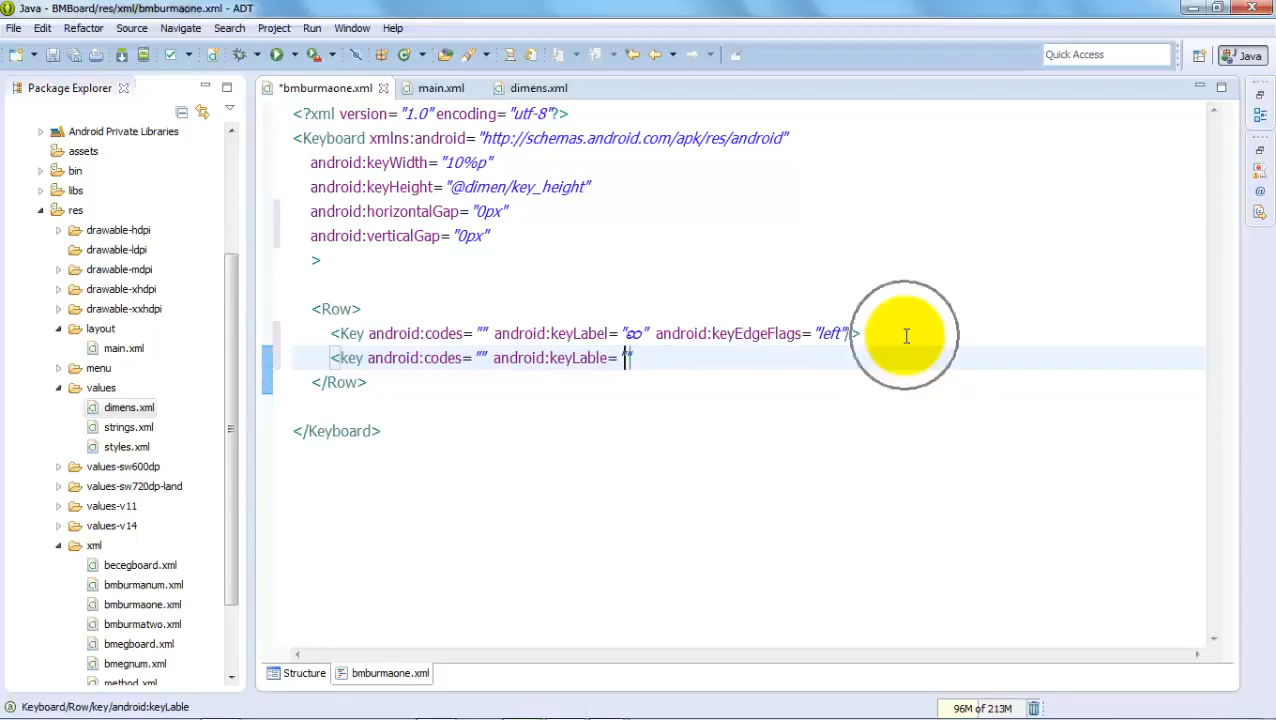 Java - BMBoard/res/xml/bmburmaone.xml - ADT
File Edit Refactor Source Navigate Search Project Run Window Help
Quick Access
Java
Package Explorer
*bmburmaone.xml
main.xml
dimens.xml
Android Private Libraries
assets
bin
libs
res
drawable-hdpi
drawable-ldpi
drawable-mdpi
drawable-xhdpi
drawable-xxhdpi
layout
main.xml
menu
values
dimens.xml
strings.xml
styles.xml
values-sw600dp
values-sw720dp-land
values-v11
values-v14
xml
becegboard.xml
bmburmanum.xml
bmburmaone.xml
bmburmatwo.xml
bmegboard.xml
bmegnum.xml
method.xml
<?xml version="1.0" encoding="utf-8"?>
<Keyboard xmlns:android="http://schemas.android.com/apk/res/android"
android:keyWidth="10%p"
android:keyHeight="@dimen/key_height"
android:horizontalGap="0px"
android:verticalGap="0px"
>
<Row>
<Key android:codes="" android:keyLabel="ဆ" android:keyEdgeFlags="left"/>
<key android:codes="" android:keyLable=""
</Row>
</Keyboard>
Structure
bmburmaone.xml
Keyboard/Row/key/android:keyLable
96M of 213M